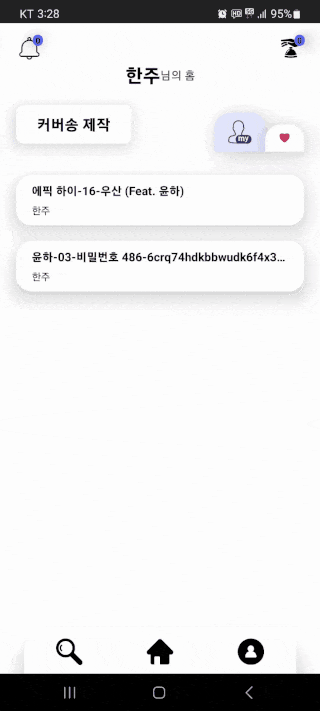 KT 3:28
95%
0
0
한주님의 홈
커버송 제작
my
에픽 하이-16-우산 (Feat. 윤하)
한주
윤하-03-비밀번호 486-6crq74hdkbbwudk6f4x3...
한주